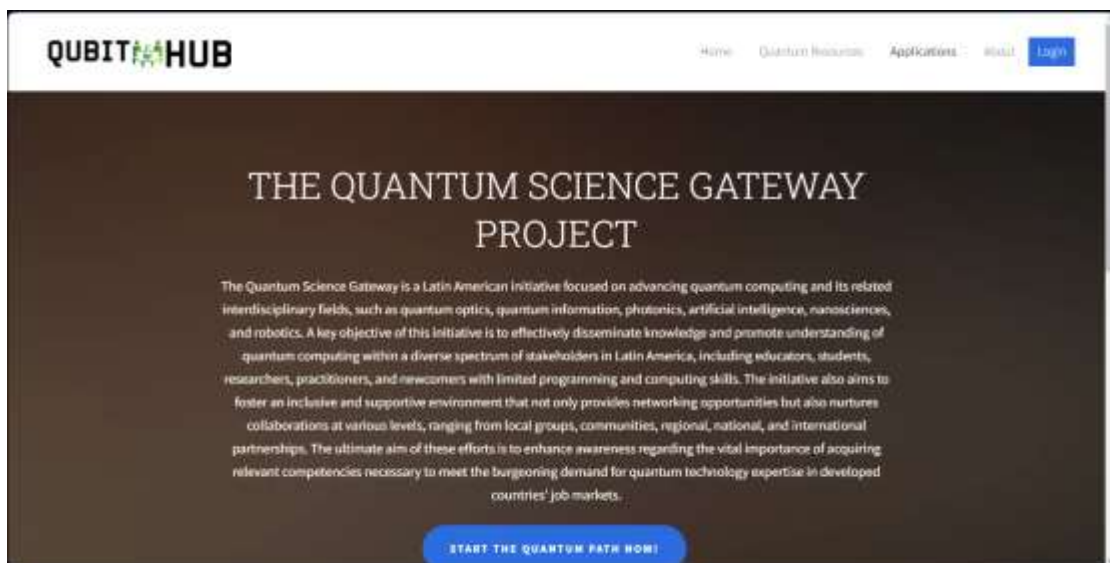 QUBIT HUB
Home Quantum Resources Applications About Login
THE QUANTUM SCIENCE GATEWAY
PROJECT
The Quantum Science Gateway is a Latin American initiative focused on advancing quantum computing and its related
interdisciplinary fields, such as quantum optics, quantum information, photonics, artificial intelligence, nanosciences,
and robotics. A key objective of this initiative is to effectively disseminate knowledge and promote understanding of
quantum computing within a diverse spectrum of stakeholders in Latin America, including educators, students,
researchers, practitioners, and newcomers with limited programming and computing skills. The initiative also aims to
foster an inclusive and supportive environment that not only provides networking opportunities but also nurtures
collaborations at various levels, ranging from local groups, communities, regional, national, and international
partnerships. The ultimate aim of these efforts is to enhance awareness regarding the vital importance of acquiring
relevant competencies necessary to meet the burgeoning demand for quantum technology expertise in developed
countries' job markets.
START THE QUANTUM PATH NOW!